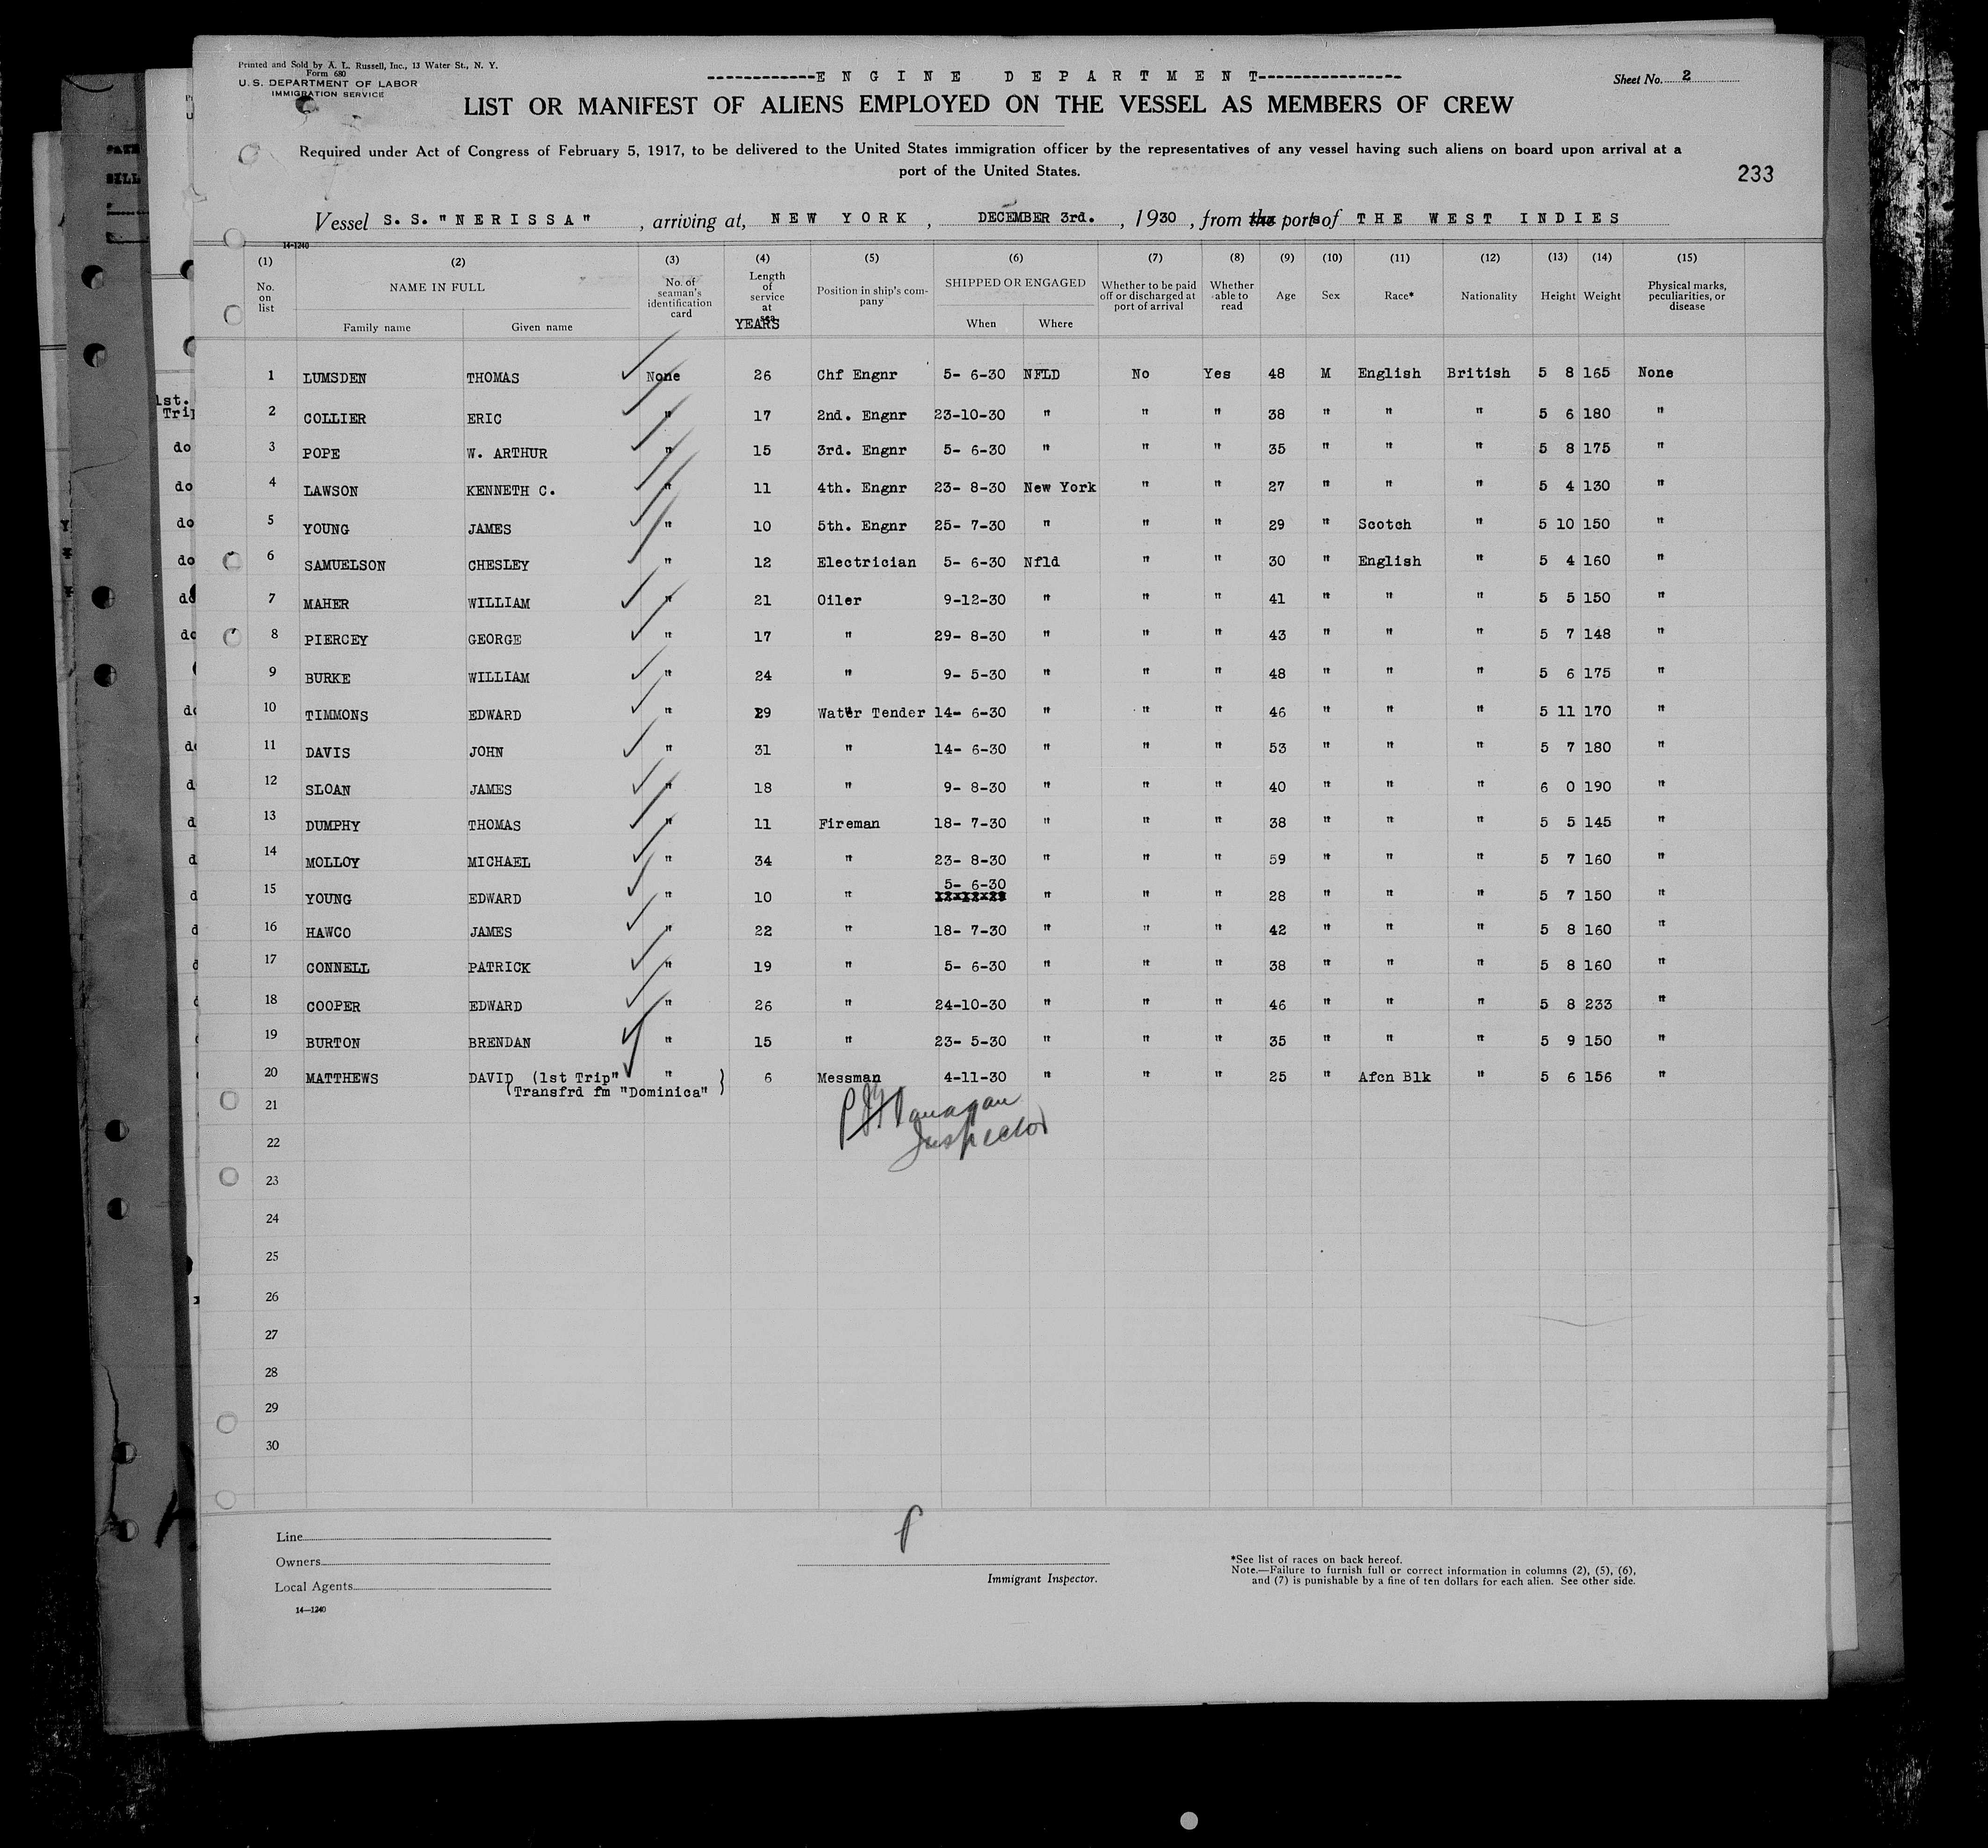 Printed and Sold by A. L. Russell, Inc., 13 Water St., N. Y.
Form 680
U. S. DEPARTMENT OF LABOR
IMMIGRATION SERVICE
------------E N G I N E D E P A R T M E N T----------------
Sheet No. 2
LIST OR MANIFEST OF ALIENS EMPLOYED ON THE VESSEL AS MEMBERS OF CREW
Required under Act of Congress of February 5, 1917, to be delivered to the United States immigration officer by the representatives of any vessel having such aliens on board upon arrival at a
port of the United States.
233
Vessel S. S. "N E R I S S A" , arriving at, N E W Y O R K , DECEMBER 3rd. , 1930 , from the ports of T H E W E S T I N D I E S
14-1240
(1) (2) (3) (4) (5) (6) (7) (8) (9) (10) (11) (12) (13) (14) (15)
No. on list NAME IN FULL Family name Given name No. of seaman's identification card Length of service at sea YEARS Position in ship's company SHIPPED OR ENGAGED When Where Whether to be paid off or discharged at port of arrival Whether able to read Age Sex Race* Nationality Height Weight Physical marks, peculiarities, or disease
1 LUMSDEN THOMAS None 26 Chf Engnr 5- 6-30 NFLD No Yes 48 M English British 5 8 165 None
2 COLLIER ERIC " 17 2nd. Engnr 23-10-30 " " " 38 " " " 5 6 180 "
3 POPE W. ARTHUR " 15 3rd. Engnr 5- 6-30 " " " 35 " " " 5 8 175 "
4 LAWSON KENNETH C. " 11 4th. Engnr 23- 8-30 New York " " 27 " " " 5 4 130 "
5 YOUNG JAMES " 10 5th. Engnr 25- 7-30 " " " 29 " Scotch " 5 10 150 "
6 SAMUELSON CHESLEY " 12 Electrician 5- 6-30 Nfld " " 30 " English " 5 4 160 "
7 MAHER WILLIAM " 21 Oiler 9-12-30 " " " 41 " " " 5 5 150 "
8 PIERCEY GEORGE " 17 " 29- 8-30 " " " 43 " " " 5 7 148 "
9 BURKE WILLIAM " 24 " 9- 5-30 " " " 48 " " " 5 6 175 "
10 TIMMONS EDWARD " 29 Water Tender 14- 6-30 " " " 46 " " " 5 11 170 "
11 DAVIS JOHN " 31 " 14- 6-30 " " " 53 " " " 5 7 180 "
12 SLOAN JAMES " 18 " 9- 8-30 " " " 40 " " " 6 0 190 "
13 DUMPHY THOMAS " 11 Fireman 18- 7-30 " " " 38 " " " 5 5 145 "
14 MOLLOY MICHAEL " 34 " 23- 8-30 " " " 59 " " " 5 7 160 "
15 YOUNG EDWARD " 10 " 5- 6-30 " " " 28 " " " 5 7 150 "
16 HAWCO JAMES " 22 " 18- 7-30 " " " 42 " " " 5 8 160 "
17 CONNELL PATRICK " 19 " 5- 6-30 " " " 38 " " " 5 8 160 "
18 COOPER EDWARD " 26 " 24-10-30 " " " 46 " " " 5 8 233 "
19 BURTON BRENDAN " 15 " 23- 5-30 " " " 35 " " " 5 9 150 "
20 MATTHEWS DAVID (1st Trip" " 6 Messman 4-11-30 " " " 25 " Afcn Blk " 5 6 156 "
(Transfrd fm "Dominica" )
21
Inspector
22
23
24
25
26
27
28
29
30
Line
Owners
Local Agents
14—1240
Immigrant Inspector.
*See list of races on back hereof.
Note.—Failure to furnish full or correct information in columns (2), (5), (6),
and (7) is punishable by a fine of ten dollars for each alien. See other side.